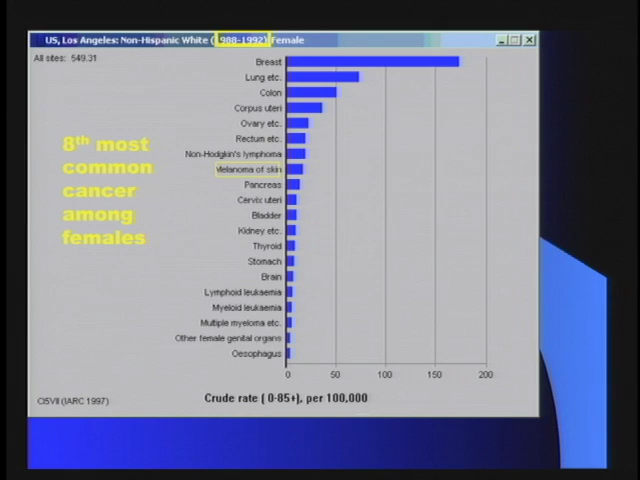 US, Los Angeles: Non-Hispanic White (1988-1992) Female
All sites: 549.31
8th most
common
cancer
among
females
Breast
Lung etc.
Colon
Corpus uteri
Ovary etc.
Rectum etc.
Non-Hodgkin's lymphoma
Melanoma of skin
Pancreas
Cervix uteri
Bladder
Kidney etc.
Thyroid
Stomach
Brain
Lymphoid leukaemia
Myeloid leukaemia
Multiple myeloma etc.
Other female genital organs
Oesophagus
0 50 100 150 200
Crude rate ( 0-85+), per 100,000
CI5VII (IARC 1997)